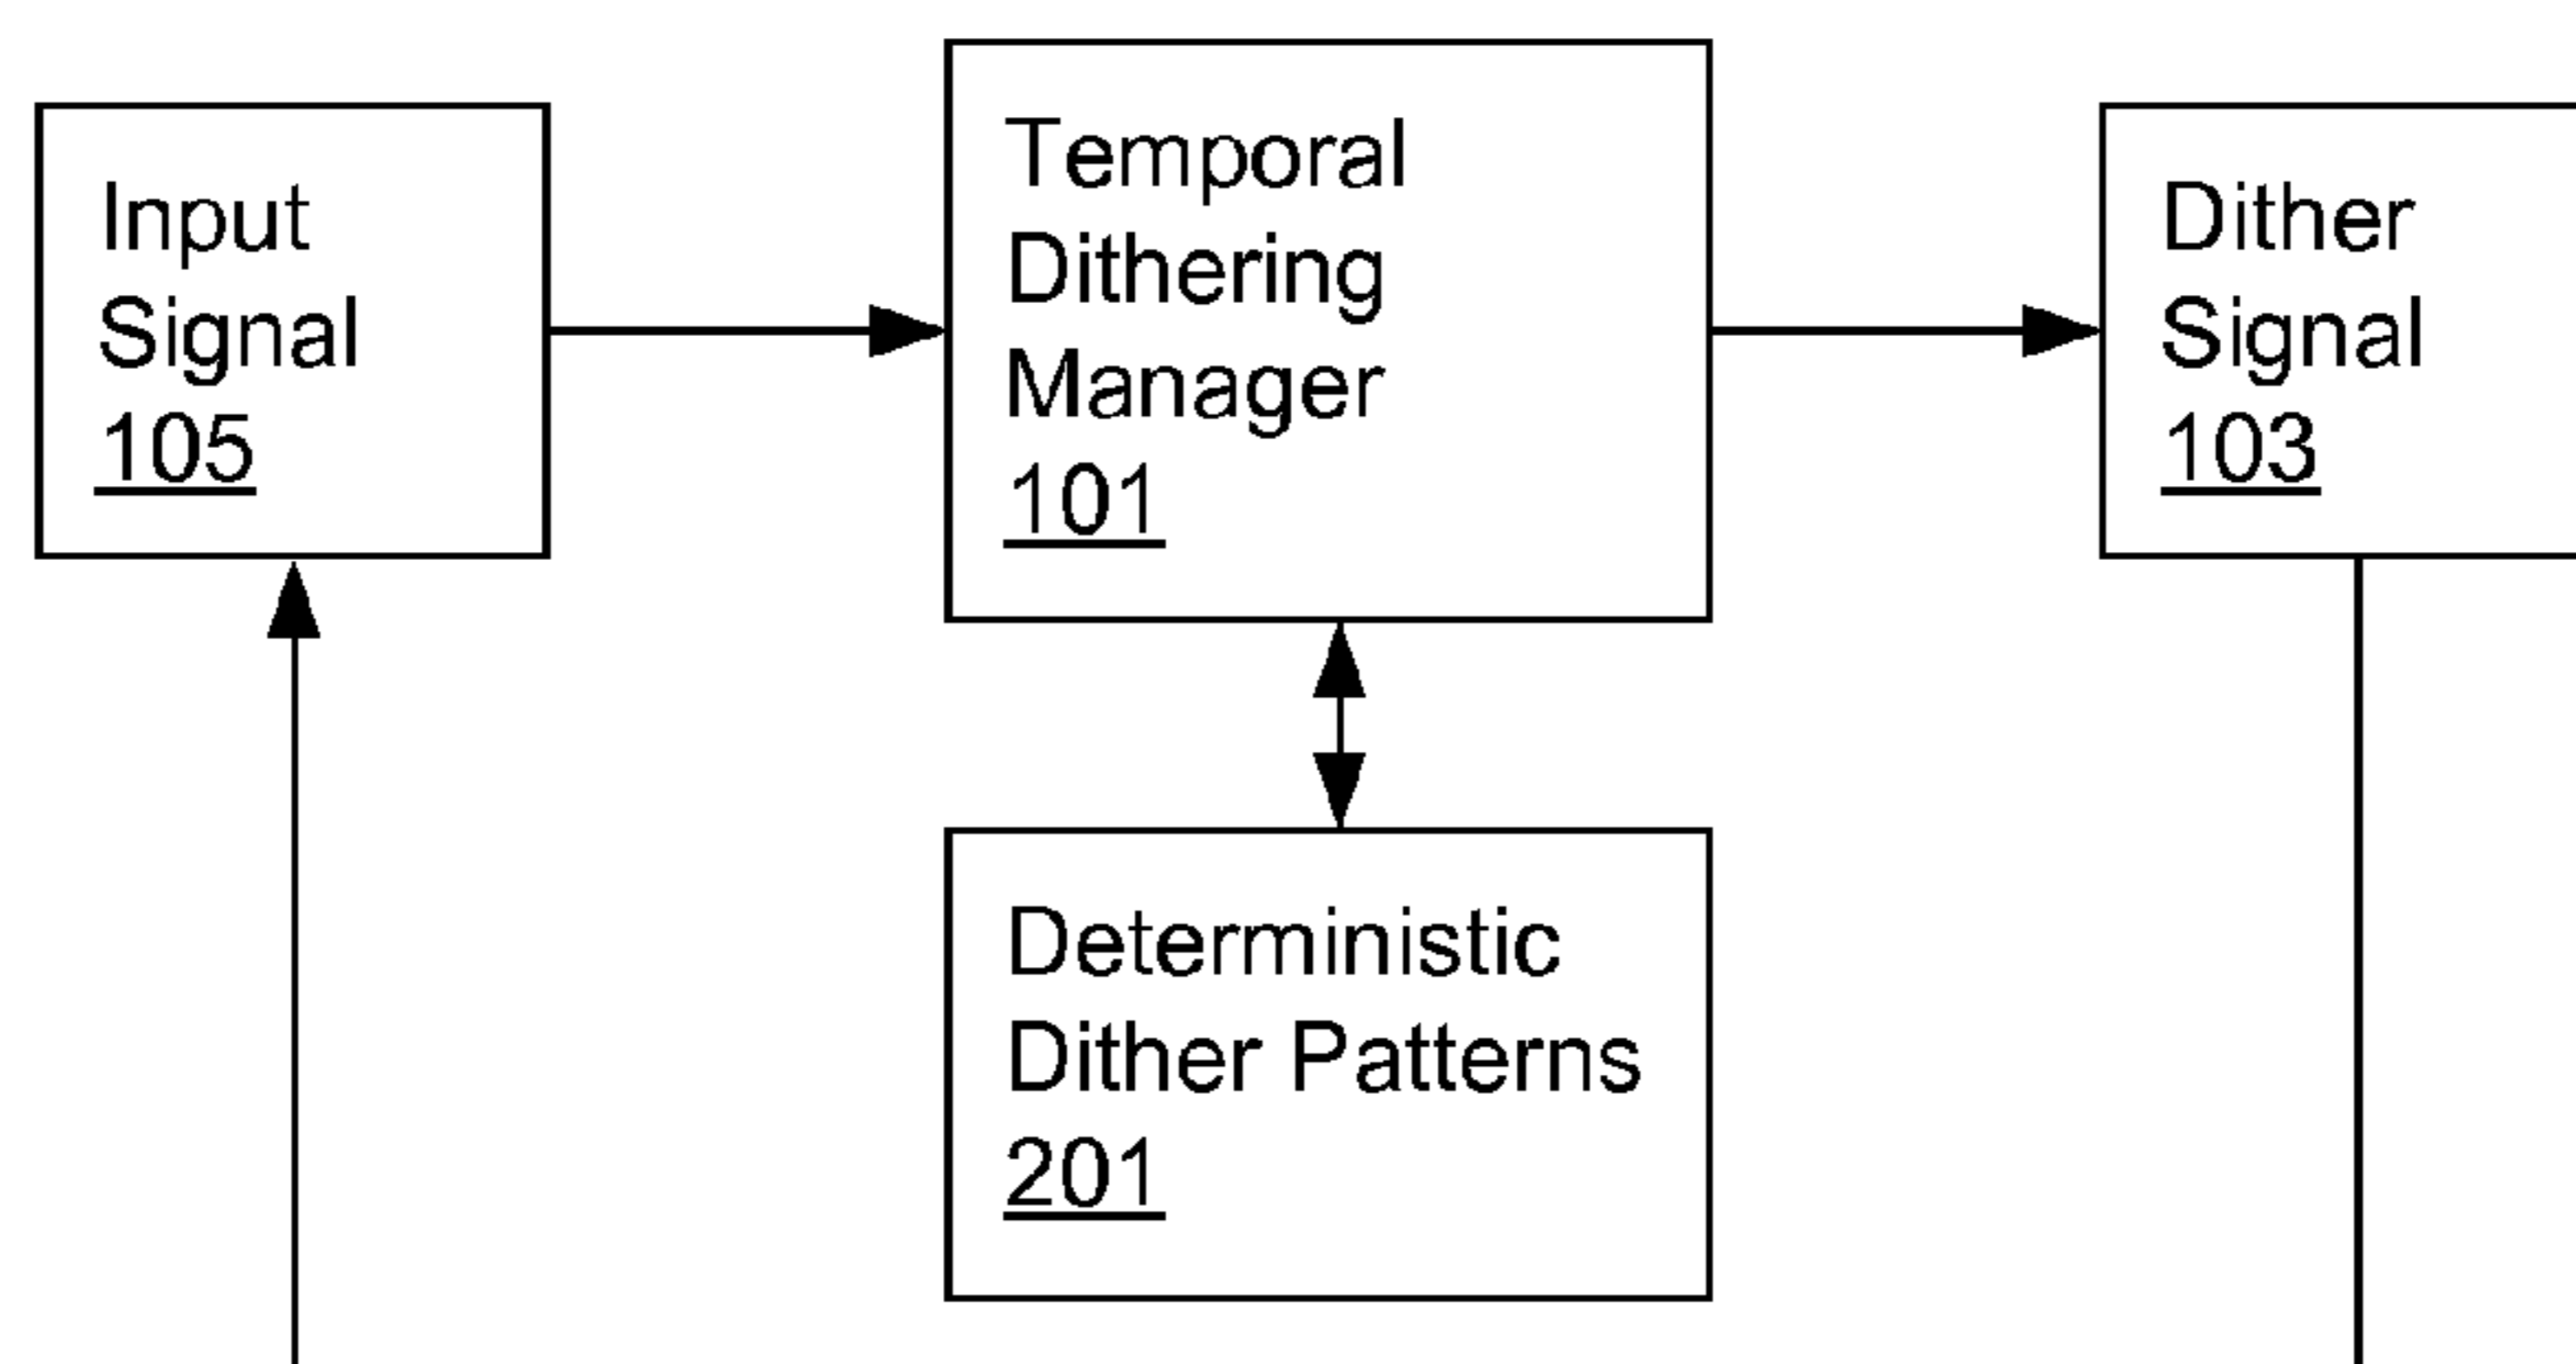 Input
Signal
105
Temporal
Dithering
Manager
101
Dither
Signal
103
Deterministic
Dither Patterns
201